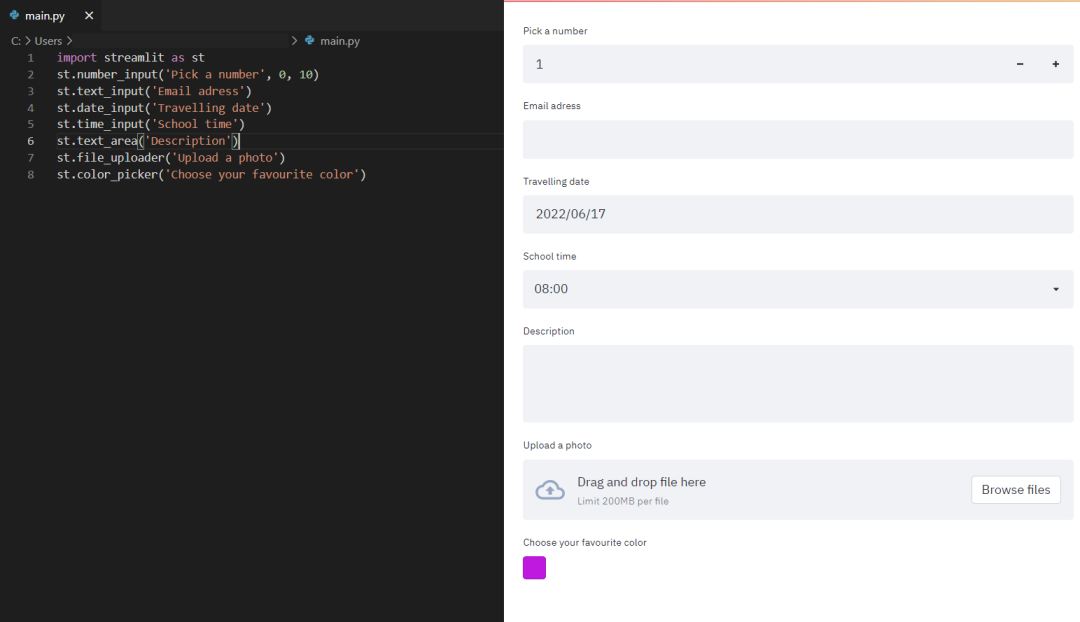 main.py ×
C: > Users > > main.py
1 import streamlit as st
2 st.number_input('Pick a number', 0, 10)
3 st.text_input('Email adress')
4 st.date_input('Travelling date')
5 st.time_input('School time')
6 st.text_area('Description')
7 st.file_uploader('Upload a photo')
8 st.color_picker('Choose your favourite color')
Pick a number
1 − +
Email adress
Travelling date
2022/06/17
School time
08:00
Description
Upload a photo
Drag and drop file here
Limit 200MB per file
Browse files
Choose your favourite color